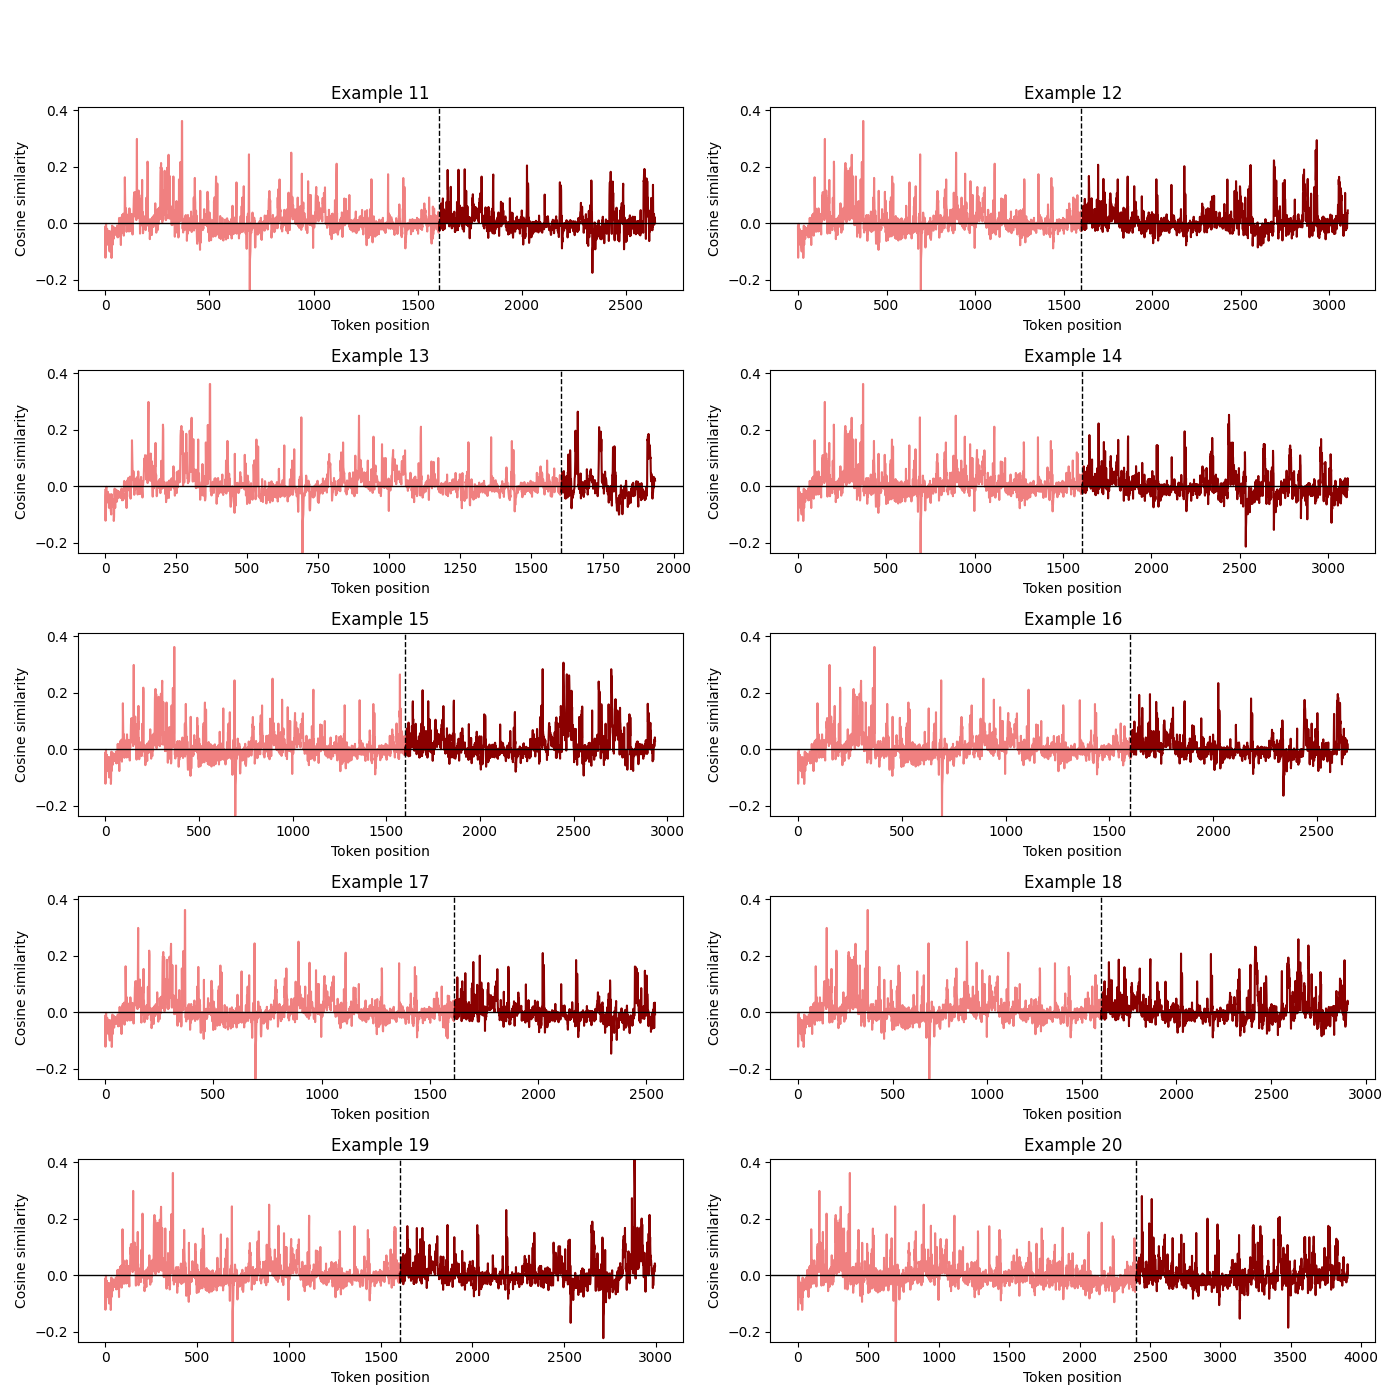 Example 11
Cosine similarity
0.4
0.2
0.0
−0.2
0 500 1000 1500 2000 2500
Token position
Example 12
Cosine similarity
0.4
0.2
0.0
−0.2
0 500 1000 1500 2000 2500 3000
Token position
Example 13
Cosine similarity
0.4
0.2
0.0
−0.2
0 250 500 750 1000 1250 1500 1750 2000
Token position
Example 14
Cosine similarity
0.4
0.2
0.0
−0.2
0 500 1000 1500 2000 2500 3000
Token position
Example 15
Cosine similarity
0.4
0.2
0.0
−0.2
0 500 1000 1500 2000 2500 3000
Token position
Example 16
Cosine similarity
0.4
0.2
0.0
−0.2
0 500 1000 1500 2000 2500
Token position
Example 17
Cosine similarity
0.4
0.2
0.0
−0.2
0 500 1000 1500 2000 2500
Token position
Example 18
Cosine similarity
0.4
0.2
0.0
−0.2
0 500 1000 1500 2000 2500 3000
Token position
Example 19
Cosine similarity
0.4
0.2
0.0
−0.2
0 500 1000 1500 2000 2500 3000
Token position
Example 20
Cosine similarity
0.4
0.2
0.0
−0.2
0 500 1000 1500 2000 2500 3000 3500 4000
Token position